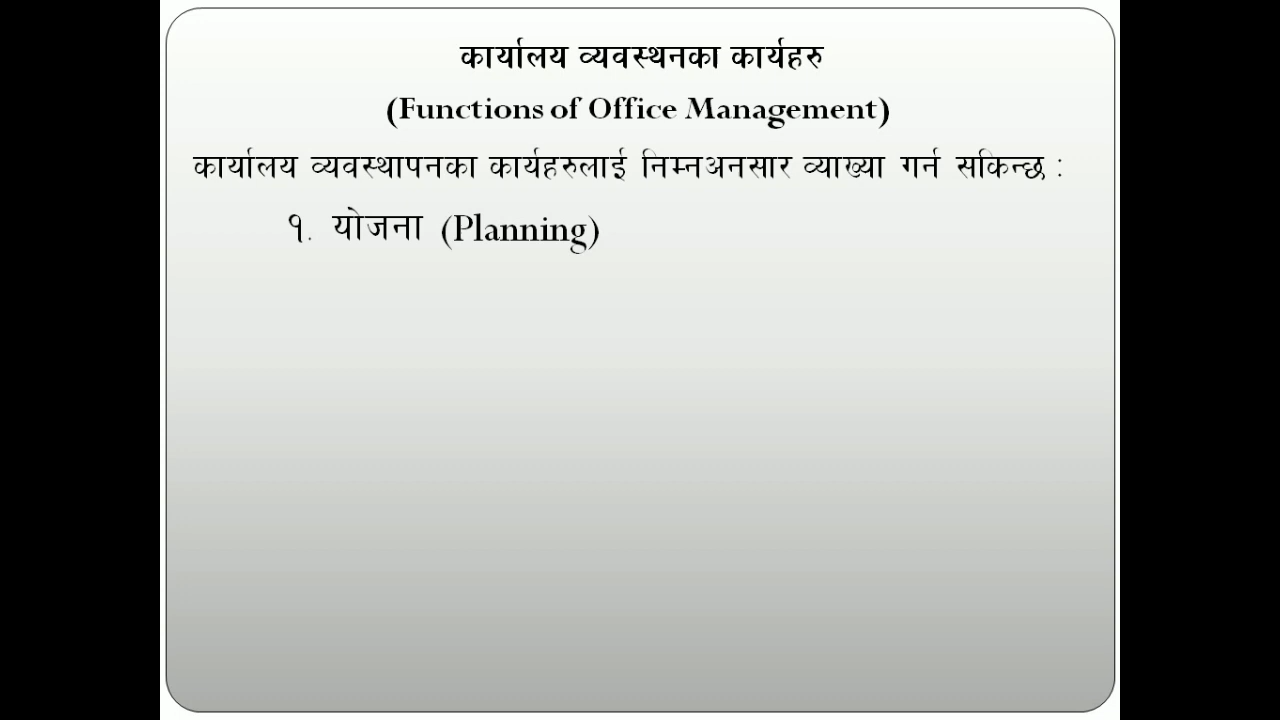 कार्यालय व्यवस्थनका कार्यहरु
(Functions of Office Management)
कार्यालय व्यवस्थापनका कार्यहरुलाई निम्नअनसार व्याख्या गर्न सकिन्छ :
१. योजना (Planning)